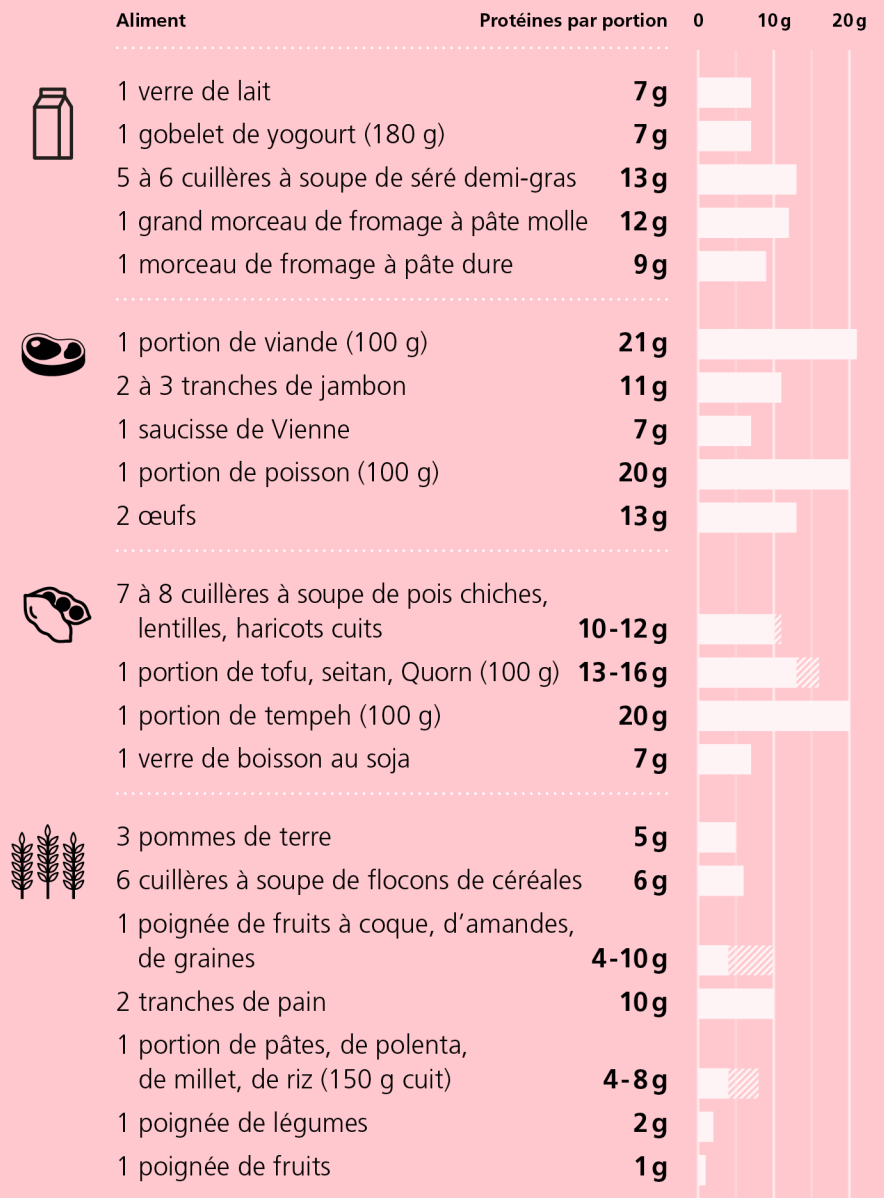 Aliment Protéines par portion 0 10 g 20 g
1 verre de lait 7 g
1 gobelet de yogourt (180 g) 7 g
5 à 6 cuillères à soupe de séré demi-gras 13 g
1 grand morceau de fromage à pâte molle 12 g
1 morceau de fromage à pâte dure 9 g
1 portion de viande (100 g) 21 g
2 à 3 tranches de jambon 11 g
1 saucisse de Vienne 7 g
1 portion de poisson (100 g) 20 g
2 œufs 13 g
7 à 8 cuillères à soupe de pois chiches,
lentilles, haricots cuits 10-12 g
1 portion de tofu, seitan, Quorn (100 g) 13-16 g
1 portion de tempeh (100 g) 20 g
1 verre de boisson au soja 7 g
3 pommes de terre 5 g
6 cuillères à soupe de flocons de céréales 6 g
1 poignée de fruits à coque, d’amandes,
de graines 4-10 g
2 tranches de pain 10 g
1 portion de pâtes, de polenta,
de millet, de riz (150 g cuit) 4-8 g
1 poignée de légumes 2 g
1 poignée de fruits 1 g